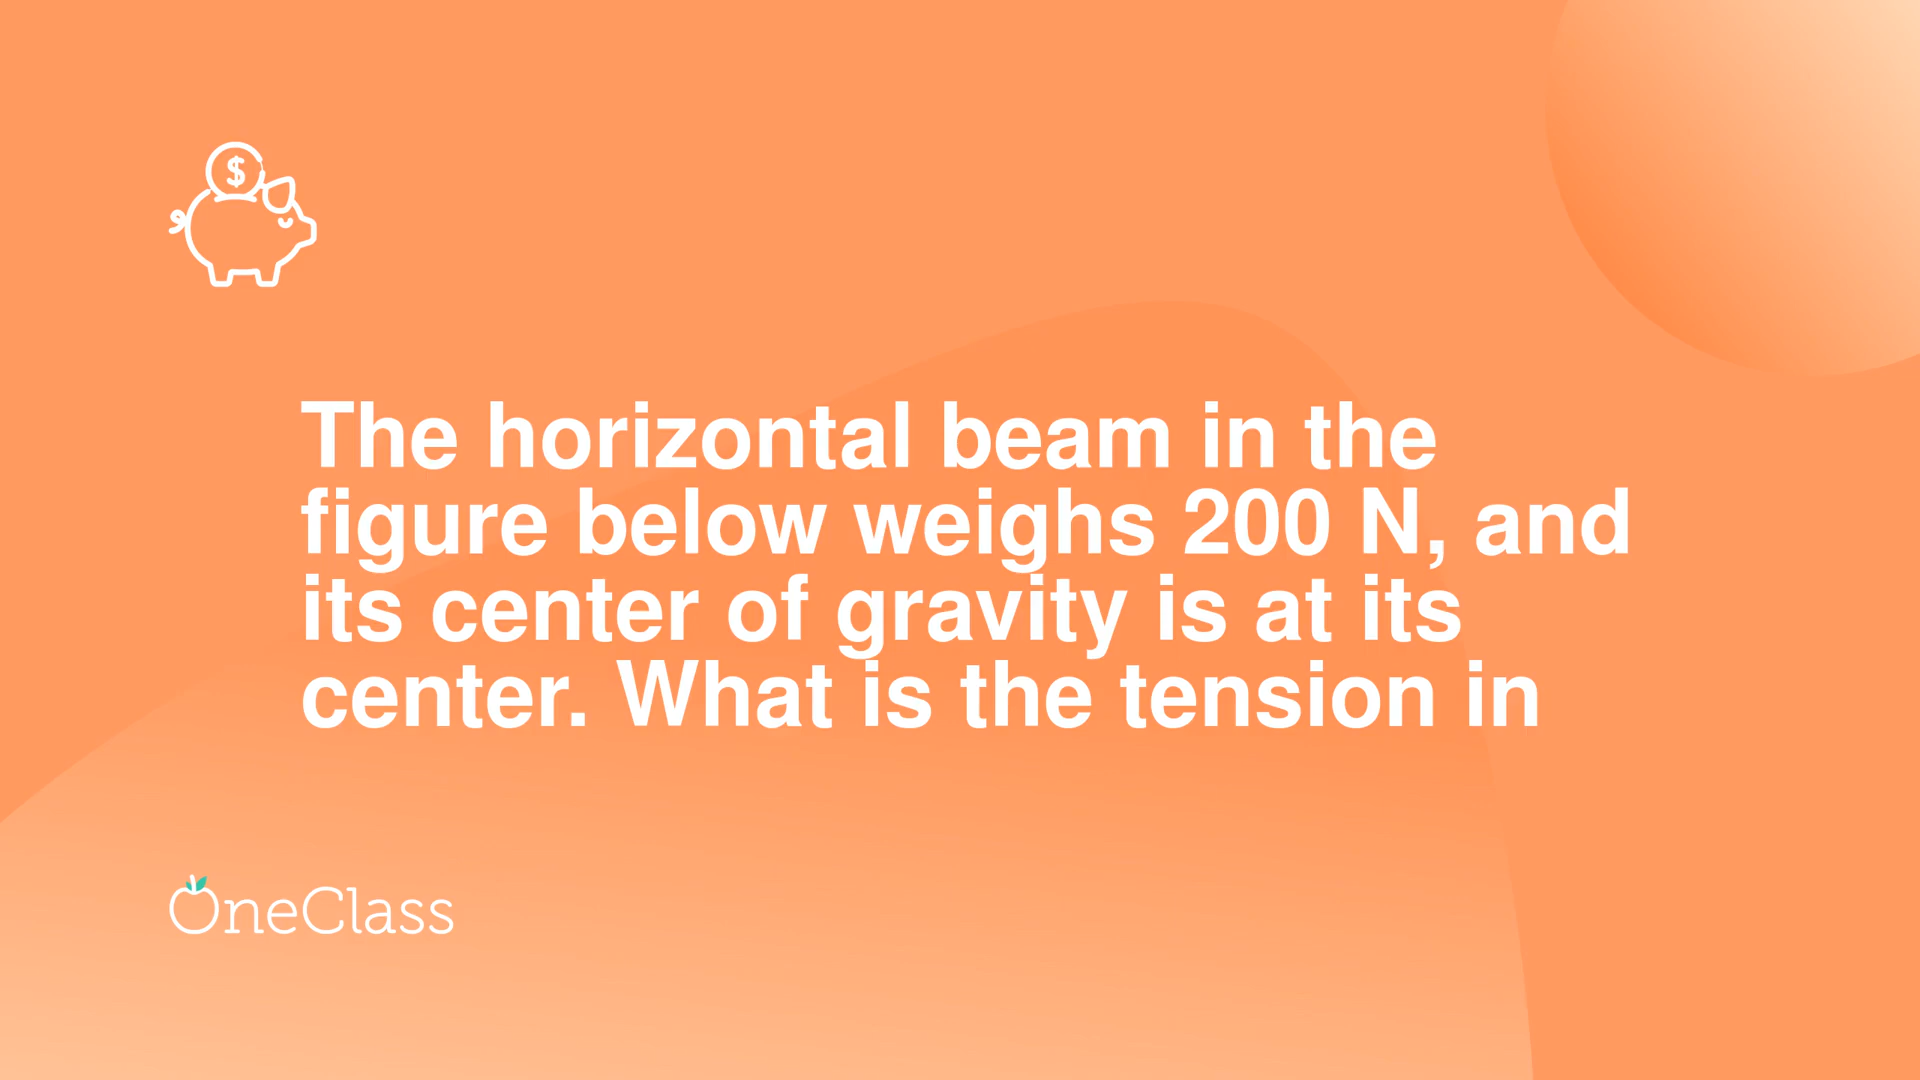 $
The horizontal beam in the
figure below weighs 200 N, and
its center of gravity is at its
center. What is the tension in
OneClass